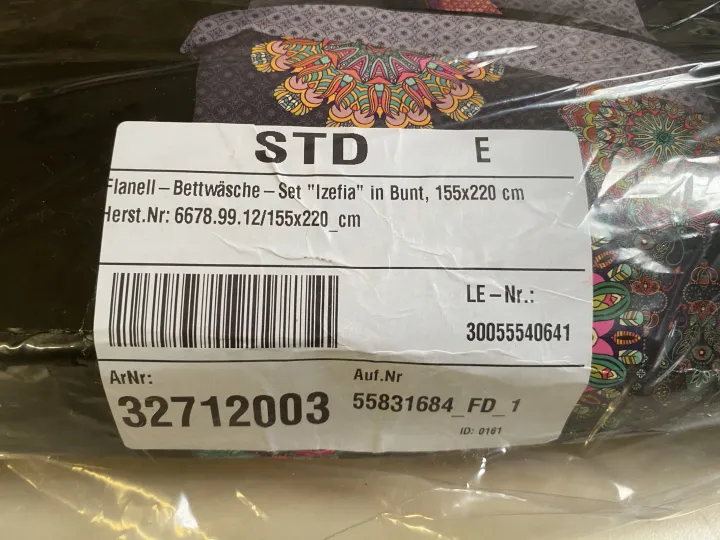 STD E
Flanell-Bettwäsche-Set "Izefia" in Bunt, 155x220 cm
Herst.Nr: 6678.99.12/155x220_cm
LE-Nr.:
30055540641
ArNr:
32712003
Auf.Nr
55831684_FD_1
ID: 0161